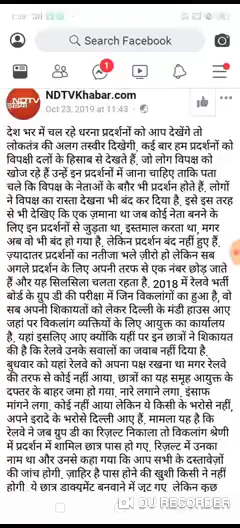 Search Facebook
NDTV
NDTVKhabar.com
Oct 23, 2019 at 11:43
देश भर में चल रहे धरना प्रदर्शनों को आप देखेंगे तो
लोकतंत्र की अलग तस्वीर दिखेगी, कई बार हम प्रदर्शनों को
विपक्षी दलों के हिसाब से देखते हैं, जो लोग विपक्ष को
खोज रहे हैं उन्हें इन प्रदर्शनों में जाना चाहिए ताकि पता
चले कि विपक्ष के नेताओं के बग़ैर भी प्रदर्शन होते हैं, लोगों
ने विपक्ष का रास्ता देखना भी बंद कर दिया है, इसे इस तरह
से भी देखिए कि एक ज़माना था जब कोई नेता बनने के
लिए इन प्रदर्शनों से जुड़ता था, इस्तमाल करता था, मगर
अब वो भी बंद हो गया है, लेकिन प्रदर्शन बंद नहीं हुए हैं.
ज़्यादातर प्रदर्शनों का नतीजा भले ज़ीरो हो लेकिन सब
अगले प्रदर्शन के लिए अपनी तरफ से एक नंबर छोड़ जाते
हैं और यह सिलसिला चलता रहता है. 2018 में रेलवे भर्ती
बोर्ड के ग्रुप डी की परीक्षा में जिन विकलांगों का हुआ है, वो
सब अपनी शिकायतों को लेकर दिल्ली के मंडी हाउस आए
जहां पर विकलांग व्यक्तियों के लिए आयुक्त का कार्यालय
है, यहां इसलिए आए क्योंकि यहीं पर इन छात्रों ने शिकायत
की है कि रेलवे उनके सवालों का जवाब नहीं दिया है.
बुधवार को यहां रेलवे को अपना पक्ष रखना था मगर रेलवे
की तरफ से कोई नहीं आया. छात्रों का यह समूह आयुक्त के
दफ्तर के बाहर जमा हो गया. नारे लगाने लगा. इंसाफ
मांगने लगा. कोई नहीं आया लेकिन ये किसी के भरोसे नहीं,
अपने इरादे के भरोसे दिल्ली आए हैं. मामला यह है कि
रेलवे ने जब ग्रुप डी का रिज़ल्ट निकाला तो विकलांग श्रेणी
में प्रदर्शन में शामिल छात्र पास हो गए. रिज़ल्ट में उनका
नाम था और उनसे कहा गया कि आप सभी के दस्तावेज़ों
की जांच होगी. ज़ाहिर है पास होने की खुशी किसी ने नहीं
होगी ये छात्र डाक्यूमेंट बनवाने में जुट गए. लेकिन कुछ
DU RECORDER